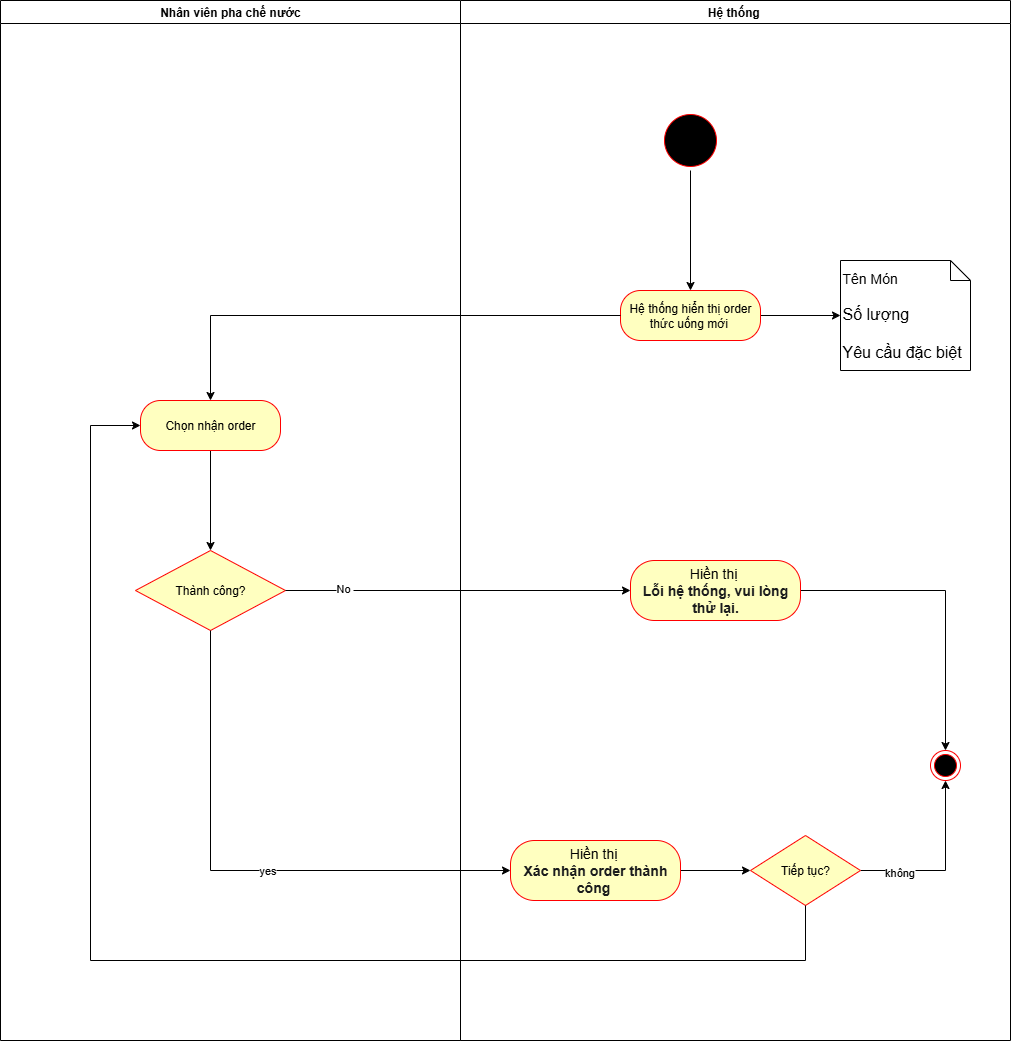 Nhân viên pha chế nước
Hệ thống
Hệ thống hiển thị order
thức uống mới
Tên Món
Số lượng
Yêu cầu đặc biệt
Chọn nhận order
Thành công?
No
Hiển thị
Lỗi hệ thống, vui lòng
thử lại.
yes
Hiển thị
Xác nhận order thành
công
Tiếp tục?
không